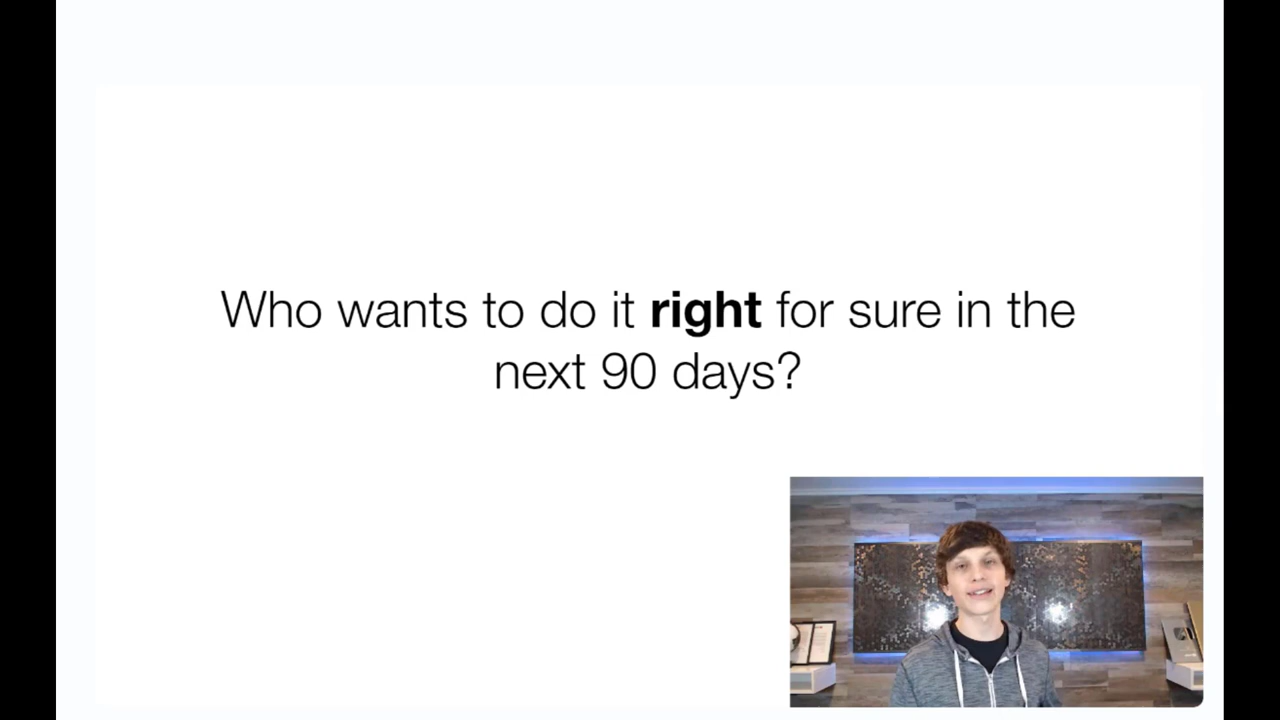 Who wants to do it right for sure in the
next 90 days?